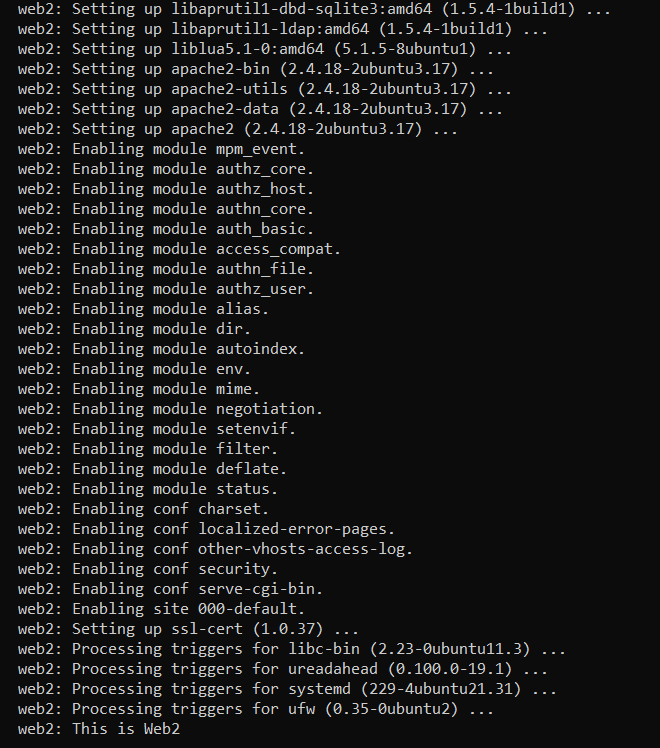 web2: Setting up libaprutil1-dbd-sqlite3:amd64 (1.5.4-1build1) ...
web2: Setting up libaprutil1-ldap:amd64 (1.5.4-1build1) ...
web2: Setting up liblua5.1-0:amd64 (5.1.5-8ubuntu1) ...
web2: Setting up apache2-bin (2.4.18-2ubuntu3.17) ...
web2: Setting up apache2-utils (2.4.18-2ubuntu3.17) ...
web2: Setting up apache2-data (2.4.18-2ubuntu3.17) ...
web2: Setting up apache2 (2.4.18-2ubuntu3.17) ...
web2: Enabling module mpm_event.
web2: Enabling module authz_core.
web2: Enabling module authz_host.
web2: Enabling module authn_core.
web2: Enabling module auth_basic.
web2: Enabling module access_compat.
web2: Enabling module authn_file.
web2: Enabling module authz_user.
web2: Enabling module alias.
web2: Enabling module dir.
web2: Enabling module autoindex.
web2: Enabling module env.
web2: Enabling module mime.
web2: Enabling module negotiation.
web2: Enabling module setenvif.
web2: Enabling module filter.
web2: Enabling module deflate.
web2: Enabling module status.
web2: Enabling conf charset.
web2: Enabling conf localized-error-pages.
web2: Enabling conf other-vhosts-access-log.
web2: Enabling conf security.
web2: Enabling conf serve-cgi-bin.
web2: Enabling site 000-default.
web2: Setting up ssl-cert (1.0.37) ...
web2: Processing triggers for libc-bin (2.23-0ubuntu11.3) ...
web2: Processing triggers for ureadahead (0.100.0-19.1) ...
web2: Processing triggers for systemd (229-4ubuntu21.31) ...
web2: Processing triggers for ufw (0.35-0ubuntu2) ...
web2: This is Web2